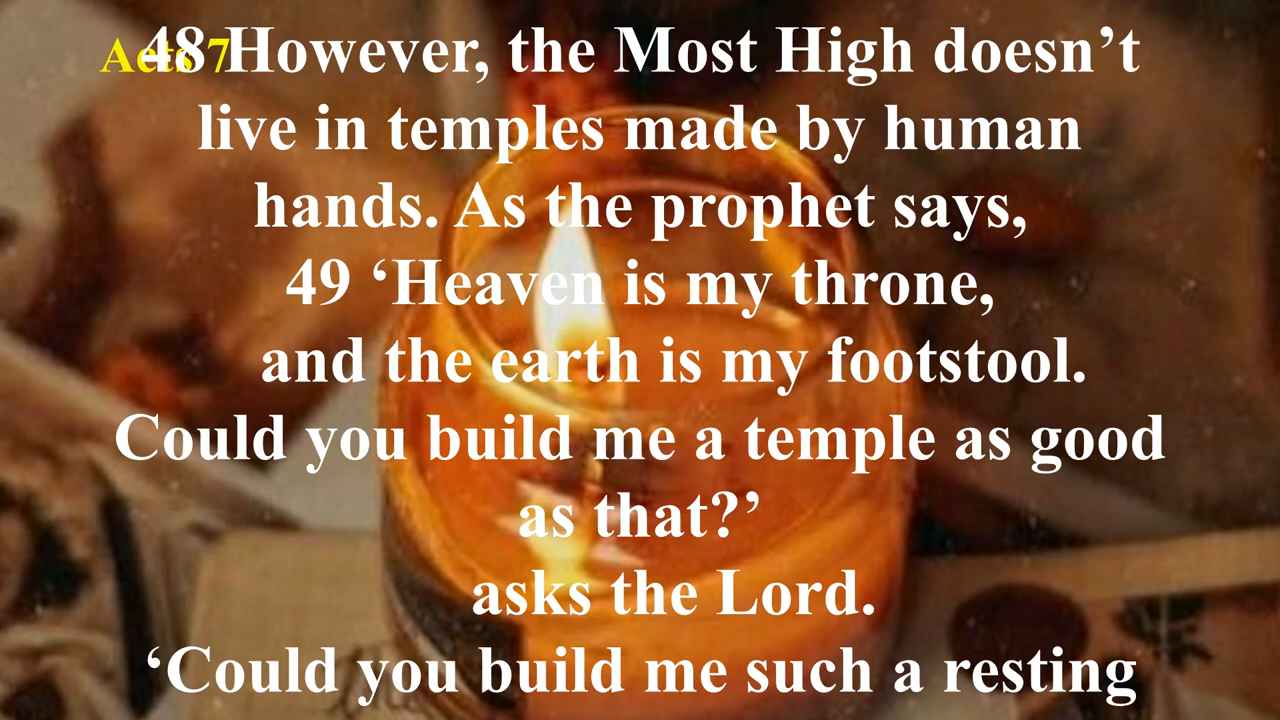 Acts 7
48 However, the Most High doesn’t
live in temples made by human
hands. As the prophet says,
49 ‘Heaven is my throne,
and the earth is my footstool.
Could you build me a temple as good
as that?’
asks the Lord.
‘Could you build me such a resting